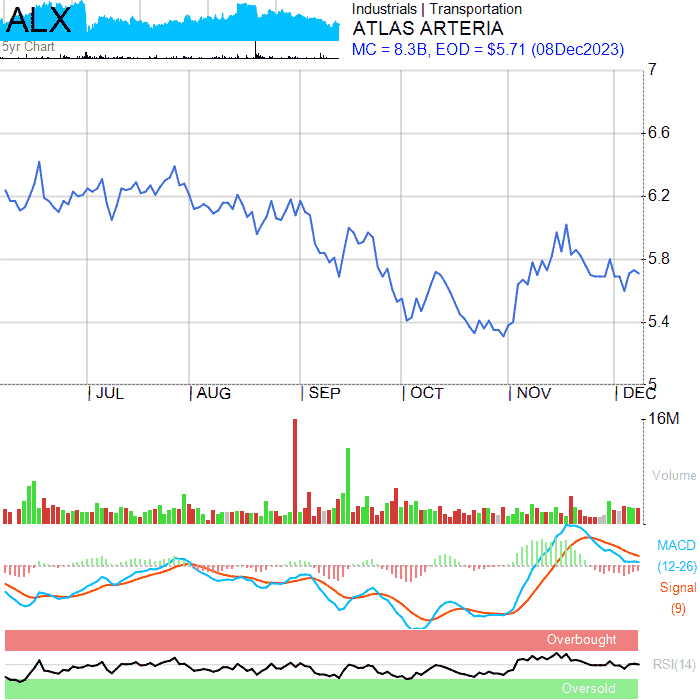 ALX
5yr Chart
Industrials | Transportation
ATLAS ARTERIA
MC = 8.3B, EOD = $5.71 (08Dec2023)
7
6.6
6.2
5.8
5.4
5
JUL
AUG
SEP
OCT
NOV
DEC
16M
Volume
MACD
(12-26)
Signal
(9)
Overbought
RSI(14)
Oversold